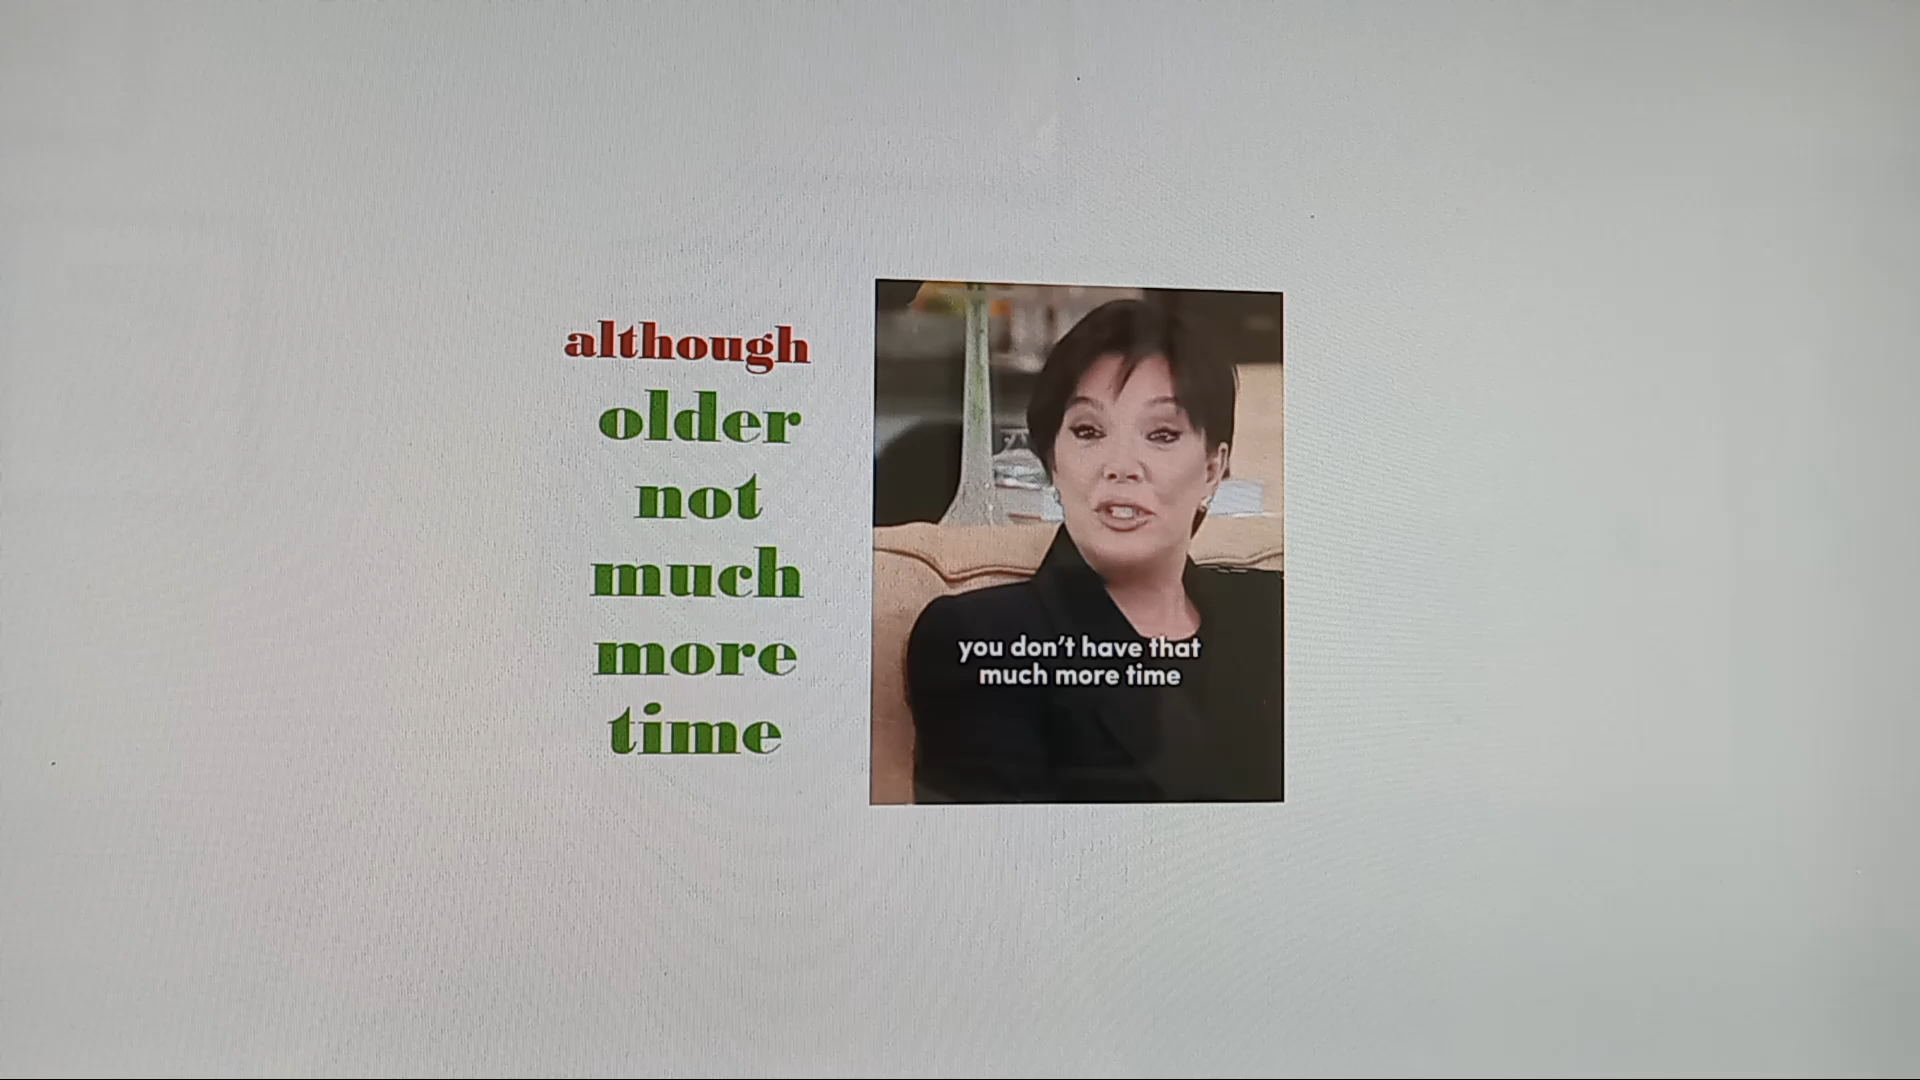 although
older
not
much
more
time
you don't have that
much more time